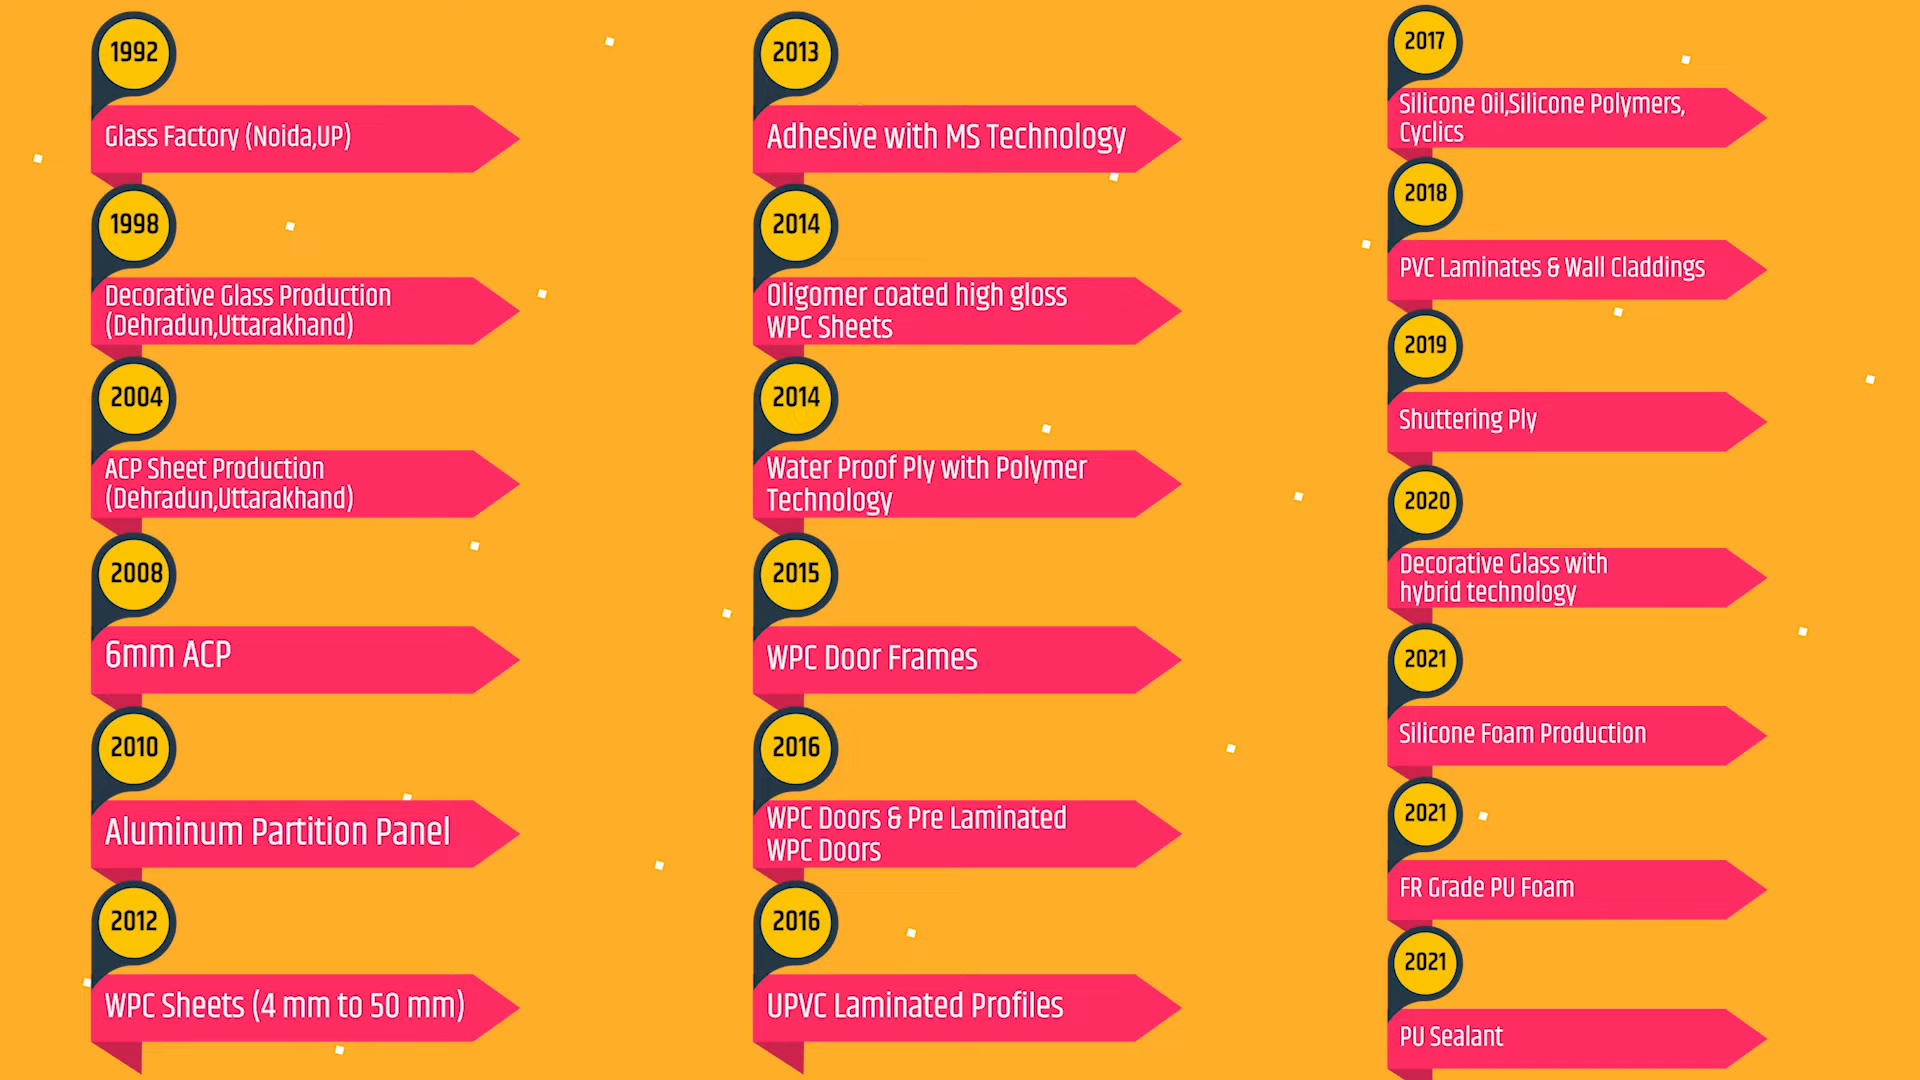 1992
Glass Factory (Noida,UP)
1998
Decorative Glass Production
(Dehradun,Uttarakhand)
2004
ACP Sheet Production
(Dehradun,Uttarakhand)
2008
6mm ACP
2010
Aluminum Partition Panel
2012
WPC Sheets (4 mm to 50 mm)
2013
Adhesive with MS Technology
2014
Oligomer coated high gloss
WPC Sheets
2014
Water Proof Ply with Polymer
Technology
2015
WPC Door Frames
2016
WPC Doors & Pre Laminated
WPC Doors
2016
UPVC Laminated Profiles
2017
Silicone Oil,Silicone Polymers,
Cyclics
2018
PVC Laminates & Wall Claddings
2019
Shuttering Ply
2020
Decorative Glass with
hybrid technology
2021
Silicone Foam Production
2021
FR Grade PU Foam
2021
PU Sealant